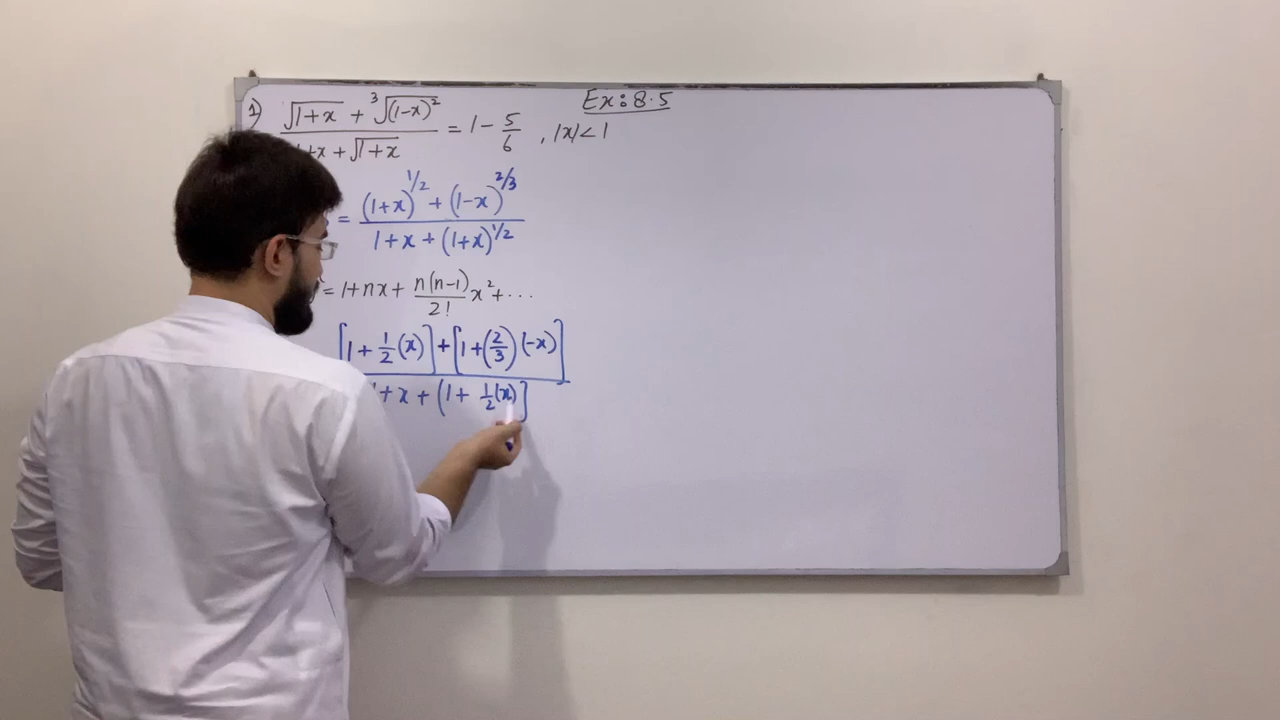 Ex: 8.5
1) (√(1+x) + ³√((1-x)²)) / (+x + √(1+x)) = 1 - 5/6 , |x| < 1
= ((1+x)^(1/2) + (1-x)^(2/3)) / (1+x+(1+x)^(1/2))
= 1+nx+ n(n-1)/2! x² + ...
[1 + 1/2 (x)] + [1 + (2/3) (-x)]
+ x + (1 + 1/2 (x)]